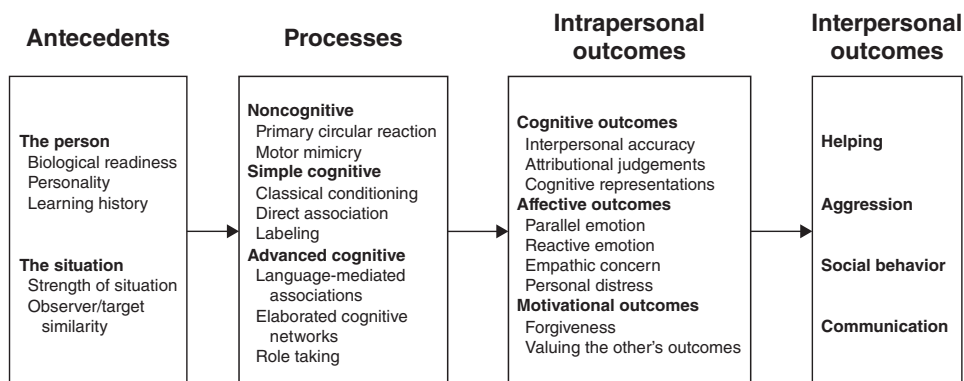 Antecedents
Processes
Intrapersonal
outcomes
Interpersonal
outcomes
The person
Biological readiness
Personality
Learning history
The situation
Strength of situation
Observer/target
similarity
Noncognitive
Primary circular reaction
Motor mimicry
Simple cognitive
Classical conditioning
Direct association
Labeling
Advanced cognitive
Language-mediated
associations
Elaborated cognitive
networks
Role taking
Cognitive outcomes
Interpersonal accuracy
Attributional judgements
Cognitive representations
Affective outcomes
Parallel emotion
Reactive emotion
Empathic concern
Personal distress
Motivational outcomes
Forgiveness
Valuing the other's outcomes
Helping
Aggression
Social behavior
Communication